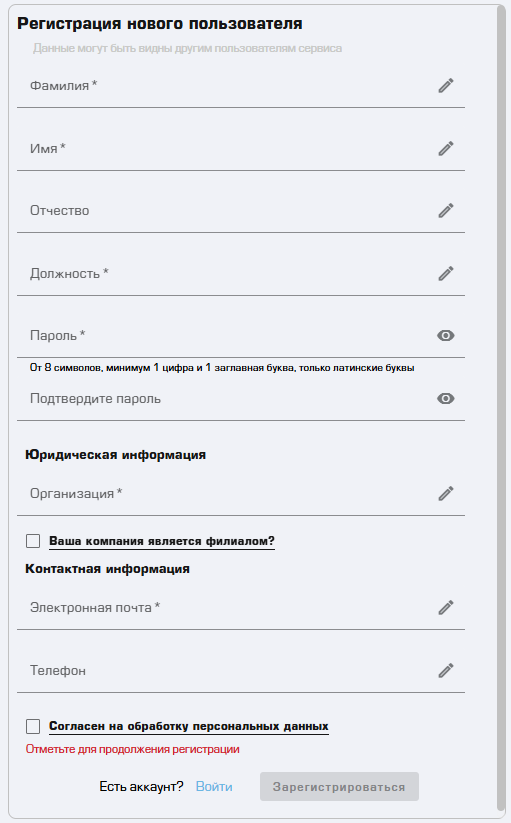 Регистрация нового пользователя
Данные могут быть видны другим пользователям сервиса
Фамилия *
Имя *
Отчество
Должность *
Пароль *
От 8 символов, минимум 1 цифра и 1 заглавная буква, только латинские буквы
Подтвердите пароль
Юридическая информация
Организация *
Ваша компания является филиалом?
Контактная информация
Электронная почта *
Телефон
Согласен на обработку персональных данных
Отметьте для продолжения регистрации
Есть аккаунт? Войти Зарегистрироваться